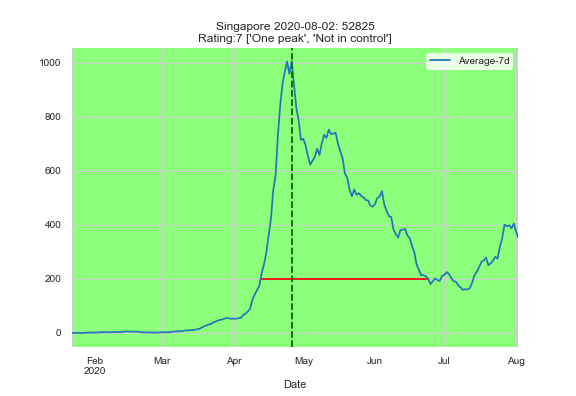 Singapore 2020-08-02: 52825
Rating:7 ['One peak', 'Not in control']
Average-7d
1000
800
600
400
200
0
Feb
2020
Mar
Apr
May
Jun
Jul
Aug
Date